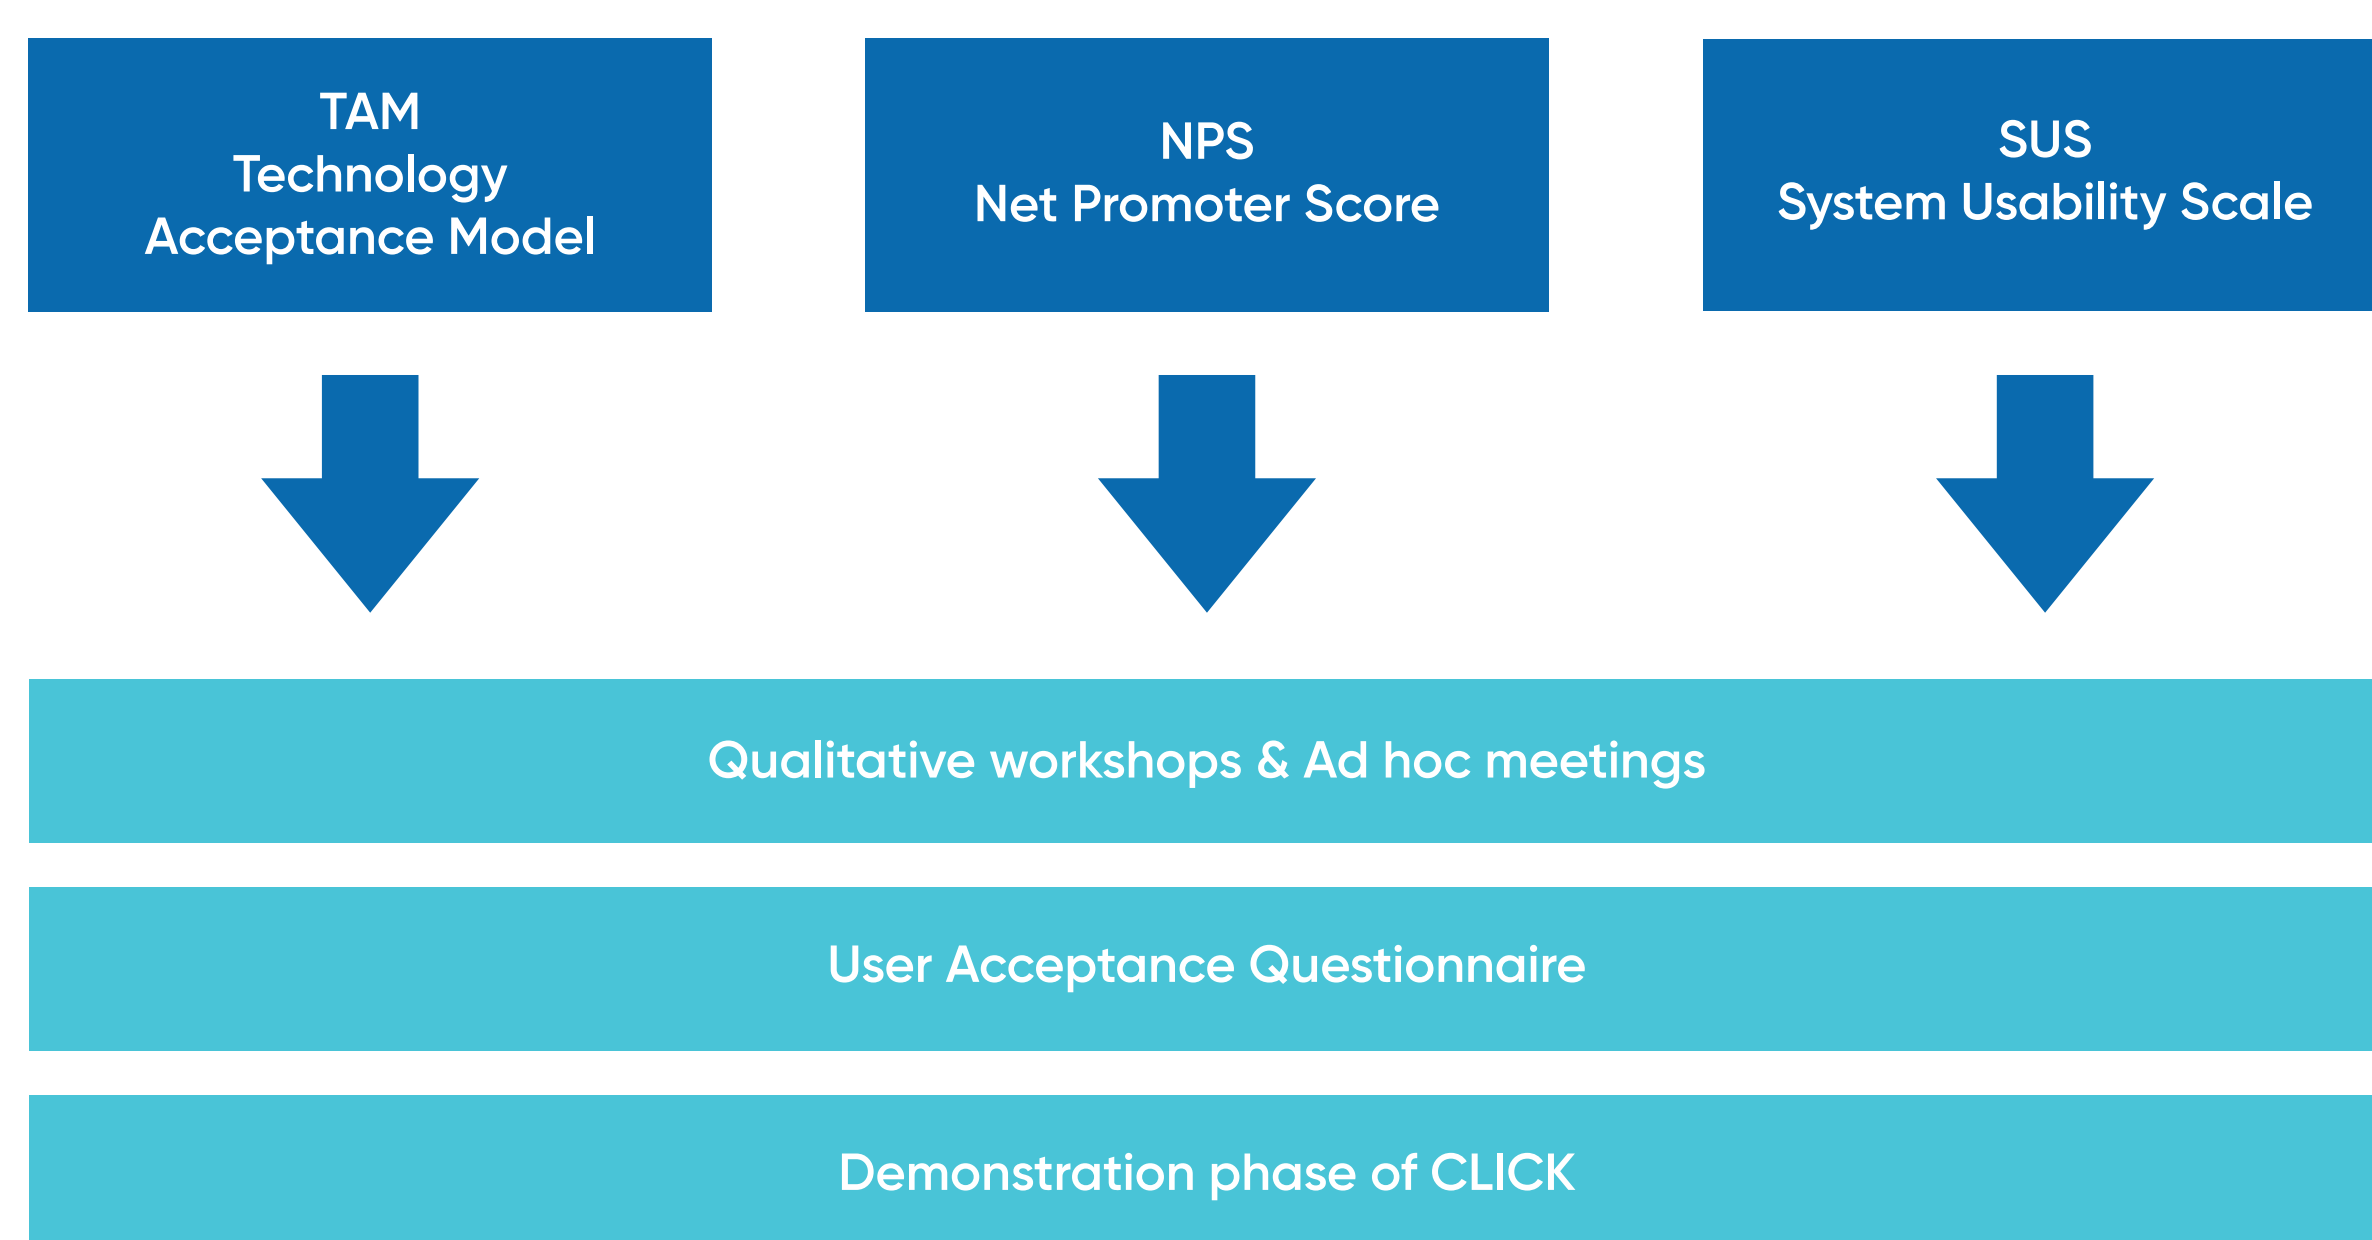 TAM
Technology
Acceptance Model
NPS
Net Promoter Score
SUS
System Usability Scale
Qualitative workshops & Ad hoc meetings
User Acceptance Questionnaire
Demonstration phase of CLICK